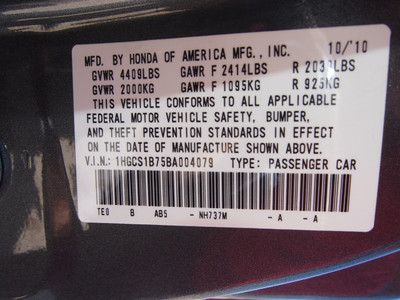 MFD. BY HONDA OF AMERICA MFG., INC. 10/'10
GVWR 4409LBS GAWR F 2414LBS R 2039LBS
GVWR 2000KG GAWR F 1095KG R 925KG
THIS VEHICLE CONFORMS TO ALL APPLICABLE
FEDERAL MOTOR VEHICLE SAFETY, BUMPER,
AND THEFT PREVENTION STANDARDS IN EFFECT
ON THE DATE OF MANUFACTURE SHOWN ABOVE.
V.I.N.: 1HGCS1B75BA004079 TYPE: PASSENGER CAR
TE0 B AB5 - NH737M - A - A